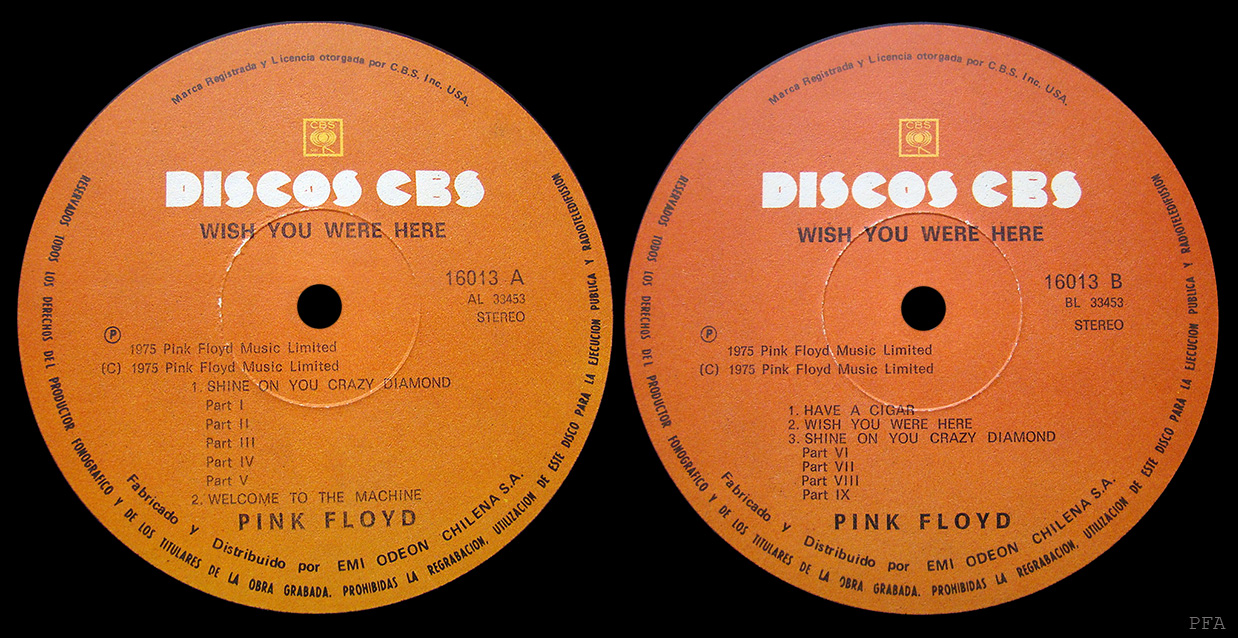 Marca Registrada y Licencia otorgada por C.B.S. Inc. USA.
CBS
DISCOS CBS
WISH YOU WERE HERE
16013 A
AL 33453
STEREO
P
1975 Pink Floyd Music Limited
(C) 1975 Pink Floyd Music Limited
1. SHINE ON YOU CRAZY DIAMOND
Part I
Part II
Part III
Part IV
Part V
2. WELCOME TO THE MACHINE
PINK FLOYD
Fabricado y Distribuido por EMI ODEON CHILENA S.A.
RESERVADOS TODOS LOS DERECHOS DEL PRODUCTOR FONOGRAFICO Y DE LOS TITULARES DE LA OBRA GRABADA. PROHIBIDAS LA REGRABACION, UTILIZACION DE ESTE DISCO PARA LA EJECUCION PUBLICA Y RADIOTELEDIFUSION
Marca Registrada y Licencia otorgada por C.B.S. Inc. USA.
CBS
DISCOS CBS
WISH YOU WERE HERE
16013 B
BL 33453
STEREO
P
1975 Pink Floyd Music Limited
(C) 1975 Pink Floyd Music Limited
1. HAVE A CIGAR
2. WISH YOU WERE HERE
3. SHINE ON YOU CRAZY DIAMOND
Part VI
Part VII
Part VIII
Part IX
PINK FLOYD
Fabricado y Distribuido por EMI ODEON CHILENA S.A.
RESERVADOS TODOS LOS DERECHOS DEL PRODUCTOR FONOGRAFICO Y DE LOS TITULARES DE LA OBRA GRABADA. PROHIBIDAS LA REGRABACION, UTILIZACION DE ESTE DISCO PARA LA EJECUCION PUBLICA Y RADIOTELEDIFUSION
PFA